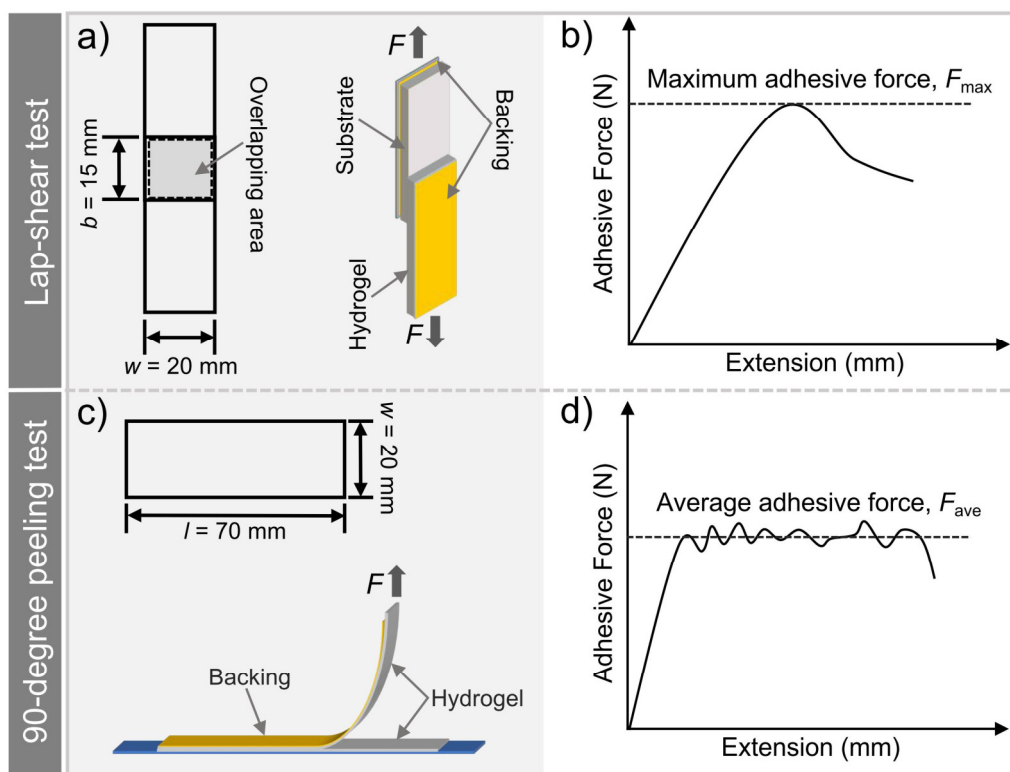 Lap-shear test
a)
b = 15 mm
w = 20 mm
Overlapping area
F
Substrate
Backing
Hydrogel
F
b)
Adhesive Force (N)
Maximum adhesive force, Fmax
Extension (mm)
90-degree peeling test
c)
w = 20 mm
l = 70 mm
F
Backing
Hydrogel
d)
Adhesive Force (N)
Average adhesive force, Fave
Extension (mm)